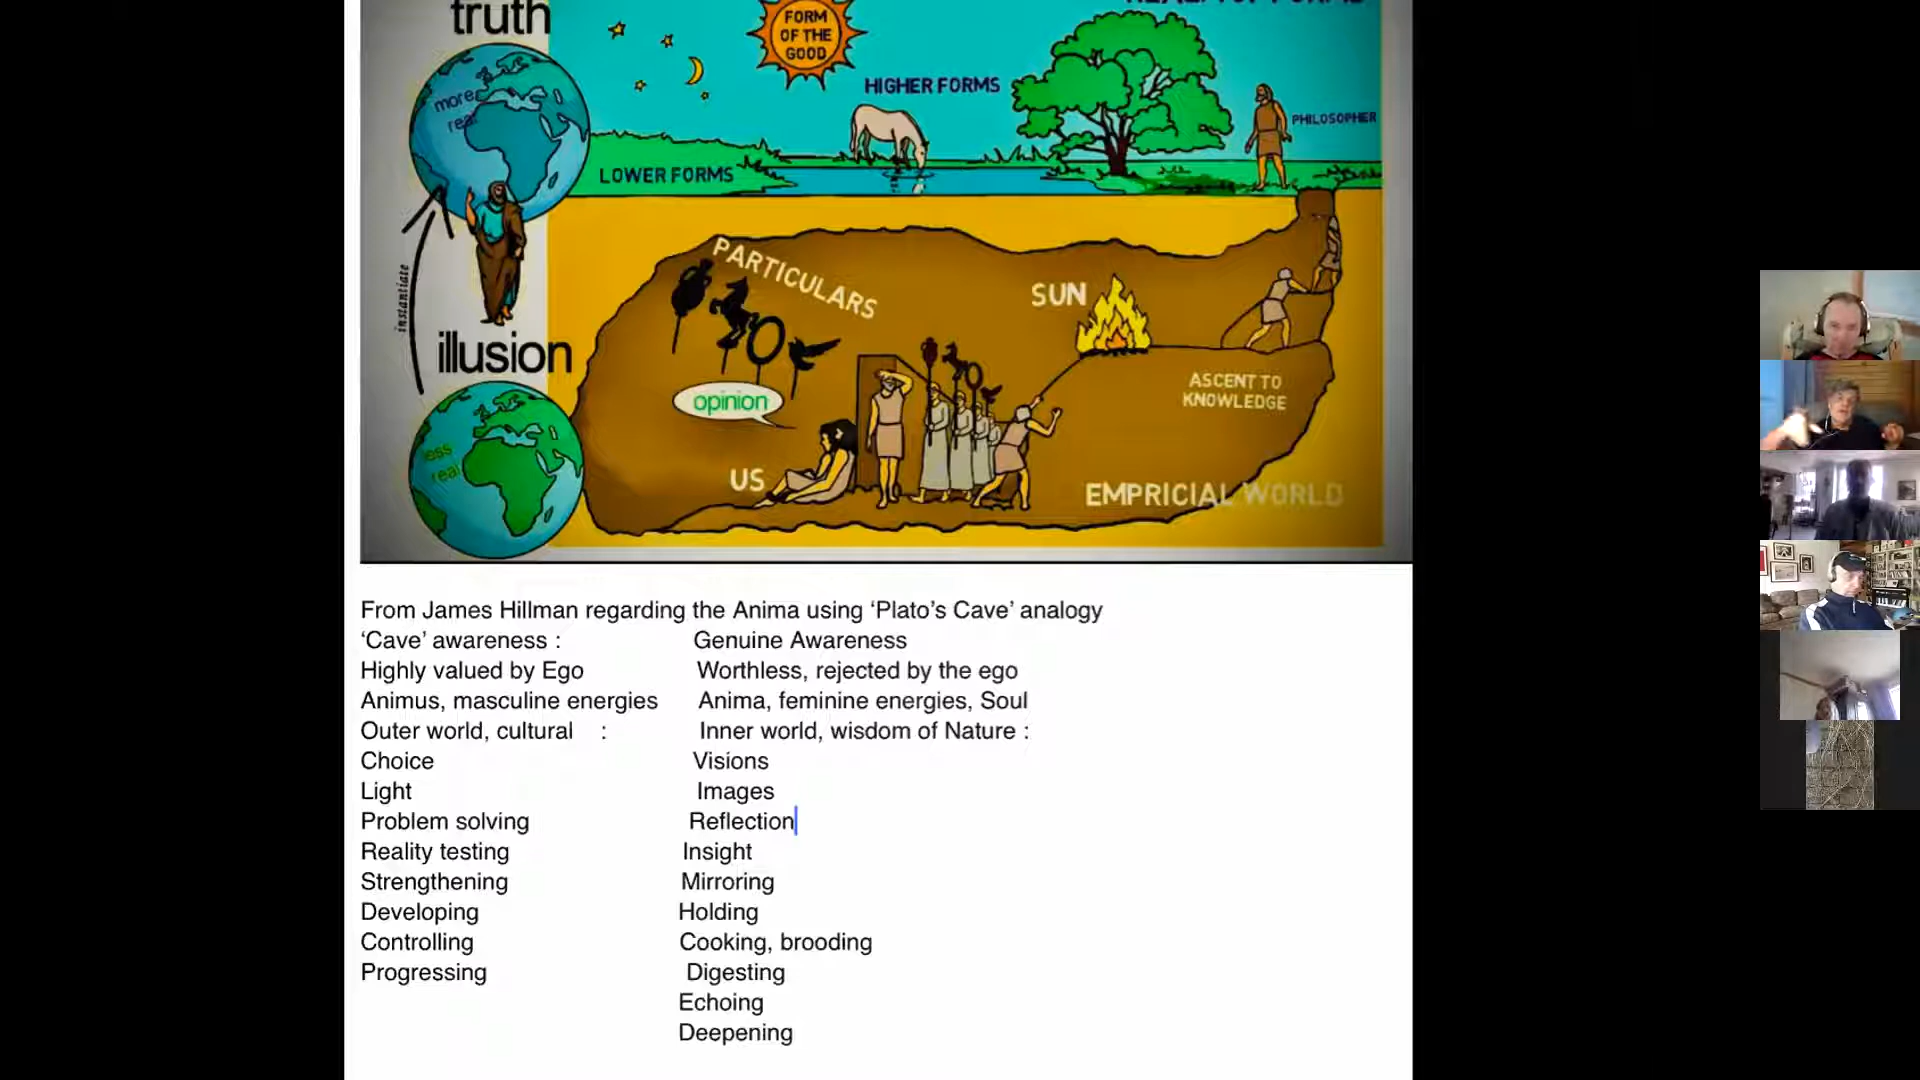 truth
FORM
OF THE
GOOD
HIGHER FORMS
more
real
PHILOSOPHER
LOWER FORMS
instantiate
PARTICULARS
SUN
illusion
ASCENT TO
KNOWLEDGE
opinion
less
real
US
EMPRICIAL WORLD
From James Hillman regarding the Anima using ‘Plato’s Cave’ analogy
‘Cave’ awareness : Genuine Awareness
Highly valued by Ego Worthless, rejected by the ego
Animus, masculine energies Anima, feminine energies, Soul
Outer world, cultural : Inner world, wisdom of Nature :
Choice Visions
Light Images
Problem solving Reflection
Reality testing Insight
Strengthening Mirroring
Developing Holding
Controlling Cooking, brooding
Progressing Digesting
Echoing
Deepening